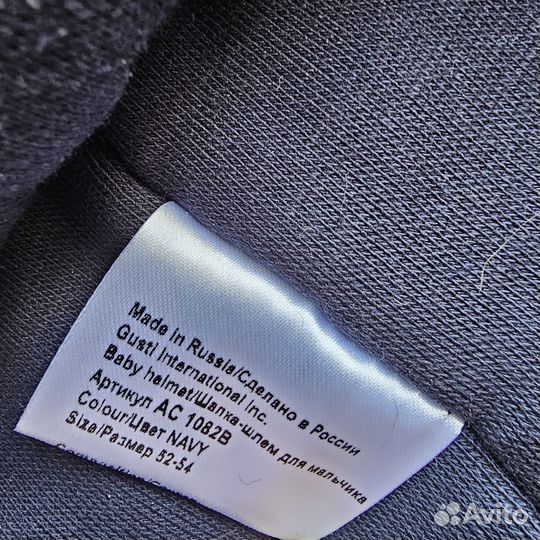 Made in Russia/Сделано в России
Gusti International Inc.
Baby helmet/Шапка-шлем для мальчика
Артикул AC 1082B
Colour/Цвет NAVY
Size/Размер 52-54
Avito